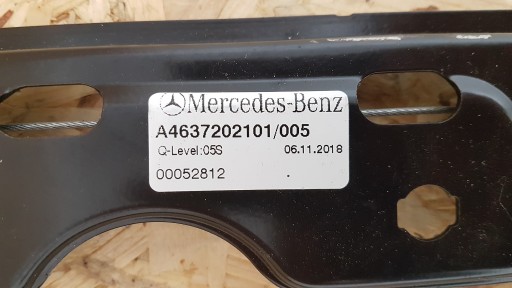 Mercedes-Benz
A4637202101/005
Q-Level:05S 06.11.2018
00052812